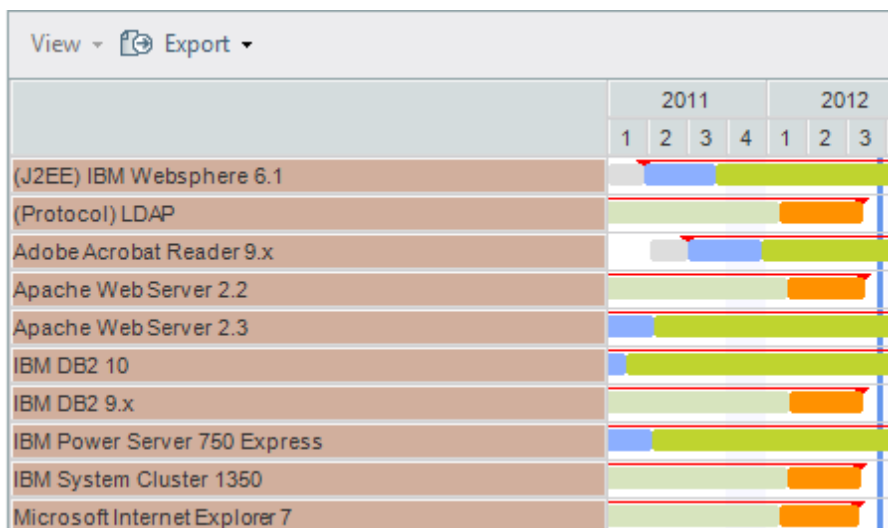 View Export
2011 2012
1 2 3 4 1 2 3
(J2EE) IBM Websphere 6.1
(Protocol) LDAP
Adobe Acrobat Reader 9.x
Apache Web Server 2.2
Apache Web Server 2.3
IBM DB2 10
IBM DB2 9.x
IBM Power Server 750 Express
IBM System Cluster 1350
Microsoft Internet Explorer 7